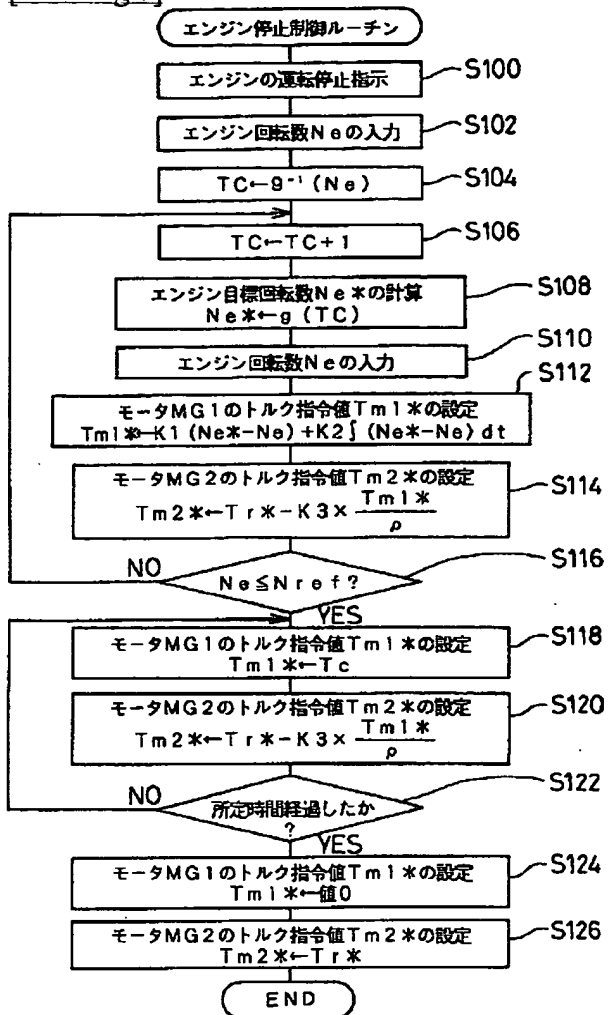 エンジン停止制御ルーチン
エンジンの運転停止指示
S100
エンジン回転数Neの入力
S102
TC←g⁻¹(Ne)
S104
TC←TC+1
S106
エンジン目標回転数Ne*の計算
Ne*←g(TC)
S108
エンジン回転数Neの入力
S110
モータMG1のトルク指令値Tm1*の設定
Tm1*←K1(Ne*-Ne)+K2∫(Ne*-Ne)dt
S112
モータMG2のトルク指令値Tm2*の設定
Tm2*←Tr*-K3×Tm1*/ρ
S114
Ne≦Nref?
S116
NO
YES
モータMG1のトルク指令値Tm1*の設定
Tm1*←Tc
S118
モータMG2のトルク指令値Tm2*の設定
Tm2*←Tr*-K3×Tm1*/ρ
S120
所定時間経過したか
?
S122
NO
YES
モータMG1のトルク指令値Tm1*の設定
Tm1*←値0
S124
モータMG2のトルク指令値Tm2*の設定
Tm2*←Tr*
S126
END